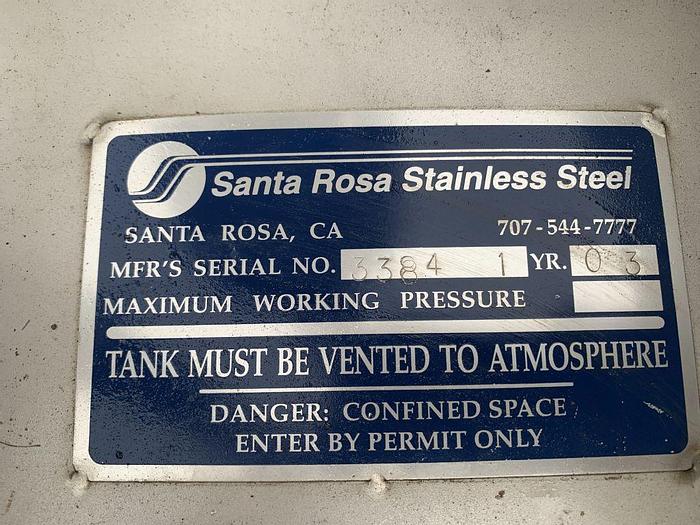 Santa Rosa Stainless Steel
SANTA ROSA, CA 707-544-7777
MFR'S SERIAL NO. 3384 1 YR. 03
MAXIMUM WORKING PRESSURE
TANK MUST BE VENTED TO ATMOSPHERE
DANGER: CONFINED SPACE
ENTER BY PERMIT ONLY